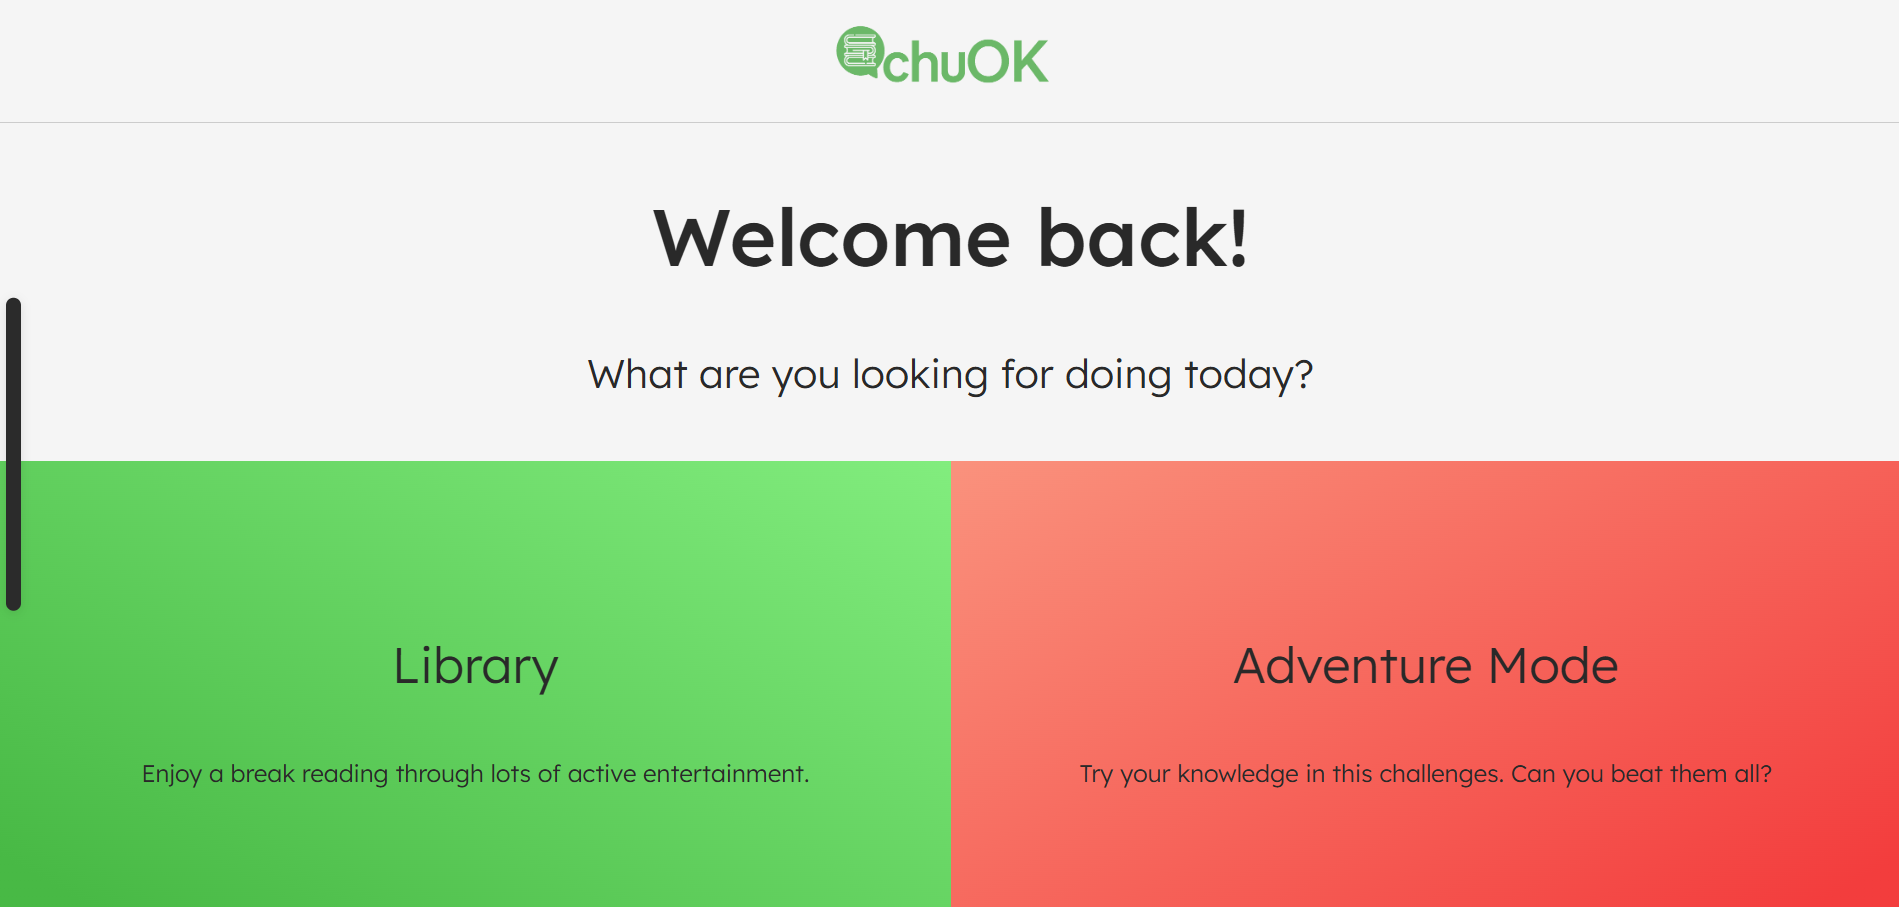 chuOK
Welcome back!
What are you looking for doing today?
Library
Adventure Mode
Enjoy a break reading through lots of active entertainment.
Try your knowledge in this challenges. Can you beat them all?